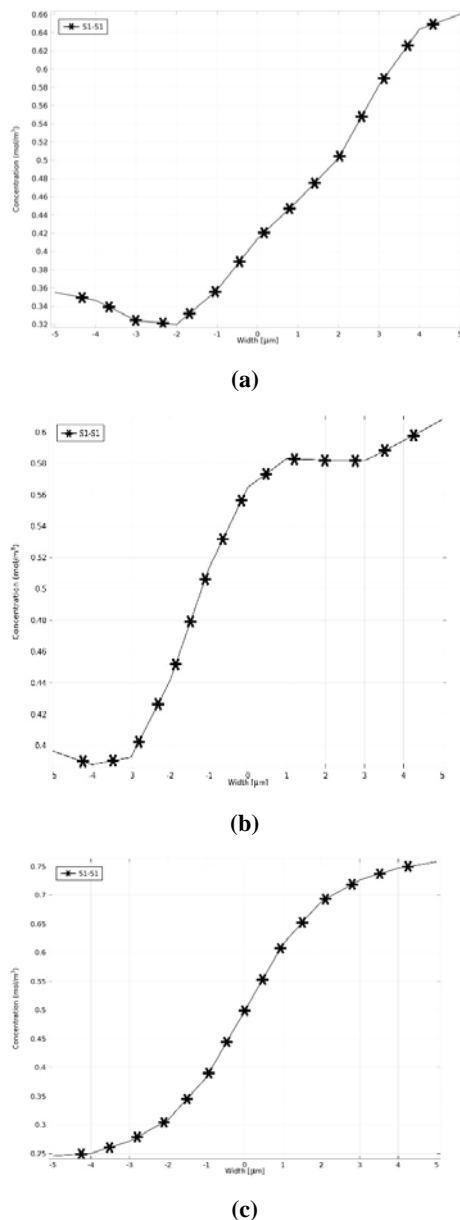 0.66
S1-S1
0.64
0.62
0.6
0.58
0.56
0.54
0.52
0.5
0.48
0.46
0.44
0.42
0.4
0.38
0.36
0.34
0.32
Concentration (mol/m³)
-5 -4 -3 -2 -1 0 1 2 3 4 5
Width [µm]
(a)
S1-S1
0.6
0.58
0.56
0.54
0.52
0.5
0.48
0.46
0.44
0.42
0.4
Concentration (mol/m³)
-5 -4 -3 -2 -1 0 1 2 3 4 5
Width [µm]
(b)
S1-S1
0.75
0.7
0.65
0.6
0.55
0.5
0.45
0.4
0.35
0.3
0.25
Concentration (mol/m³)
-5 -4 -3 -2 -1 0 1 2 3 4 5
Width [µm]
(c)